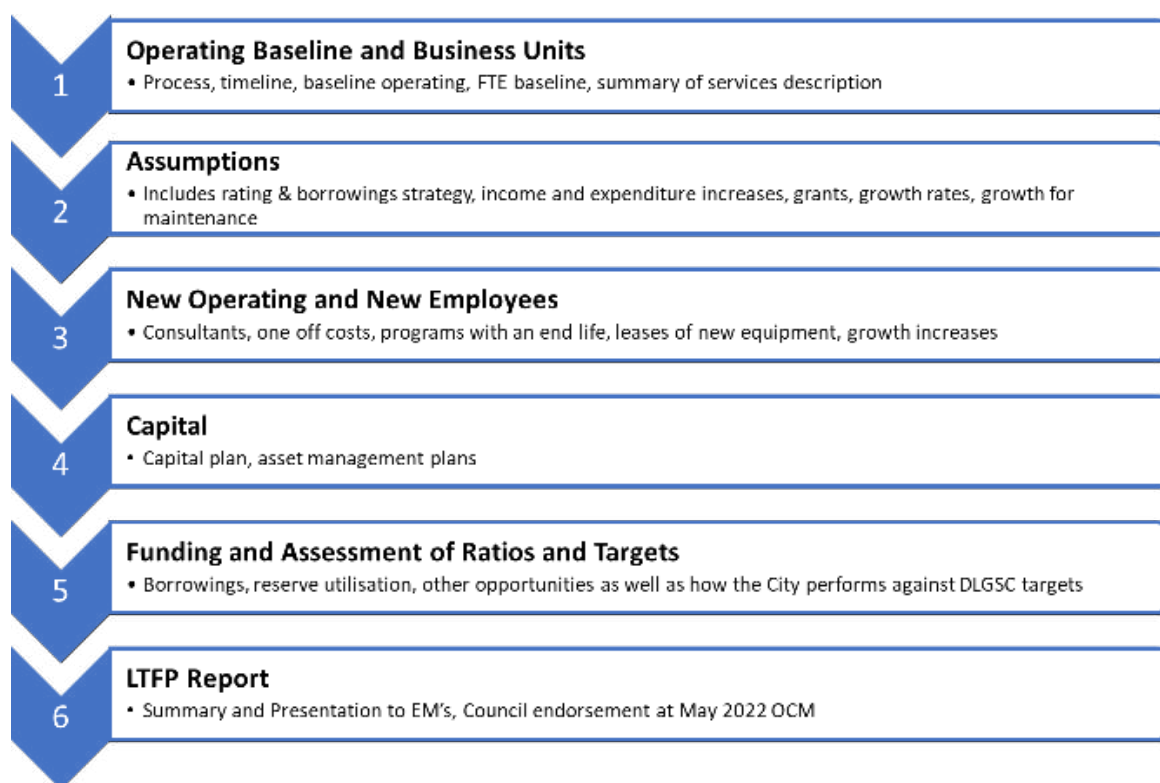 1
Operating Baseline and Business Units
• Process, timeline, baseline operating, FTE baseline, summary of services description
2
Assumptions
• Includes rating & borrowings strategy, income and expenditure increases, grants, growth rates, growth for
maintenance
3
New Operating and New Employees
• Consultants, one off costs, programs with an end life, leases of new equipment, growth increases
4
Capital
• Capital plan, asset management plans
5
Funding and Assessment of Ratios and Targets
• Borrowings, reserve utilisation, other opportunities as well as how the City performs against DLGSC targets
6
LTFP Report
• Summary and Presentation to EM's, Council endorsement at May 2022 OCM